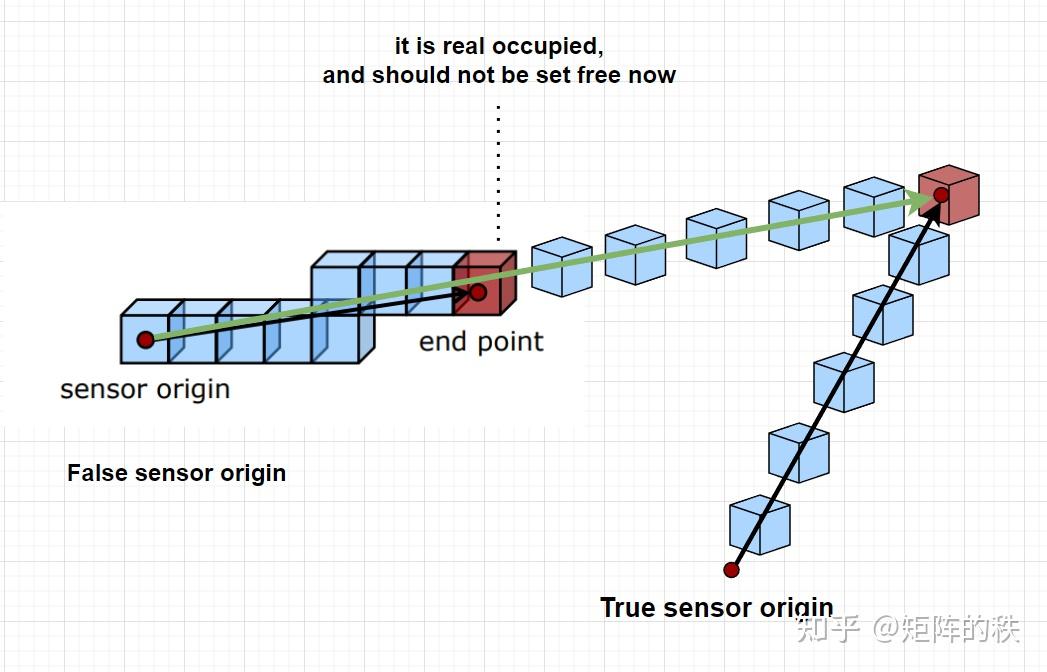 it is real occupied,
and should not be set free now
end point
sensor origin
False sensor origin
True sensor origin
知乎 @矩阵的秩